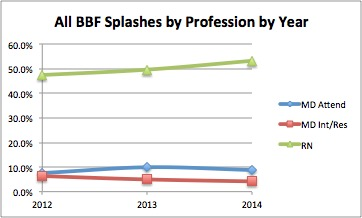 All BBF Splashes by Profession by Year
60.0%
50.0%
40.0%
30.0%
20.0%
10.0%
0.0%
2012 2013 2014
MD Attend
MD Int/Res
RN